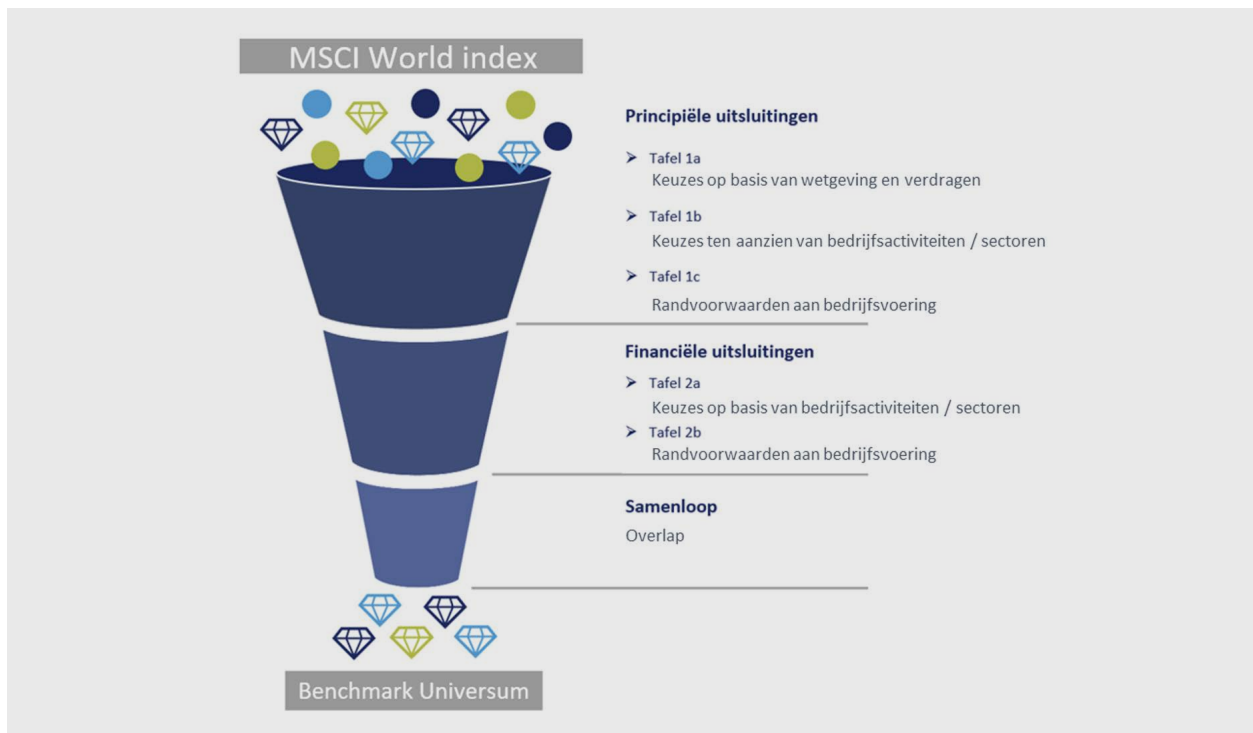 MSCI World index
Principiële uitsluitingen
Tafel 1a
Keuzes op basis van wetgeving en verdragen
Tafel 1b
Keuzes ten aanzien van bedrijfsactiviteiten / sectoren
Tafel 1c
Randvoorwaarden aan bedrijfsvoering
Financiële uitsluitingen
Tafel 2a
Keuzes op basis van bedrijfsactiviteiten / sectoren
Tafel 2b
Randvoorwaarden aan bedrijfsvoering
Samenloop
Overlap
Benchmark Universum